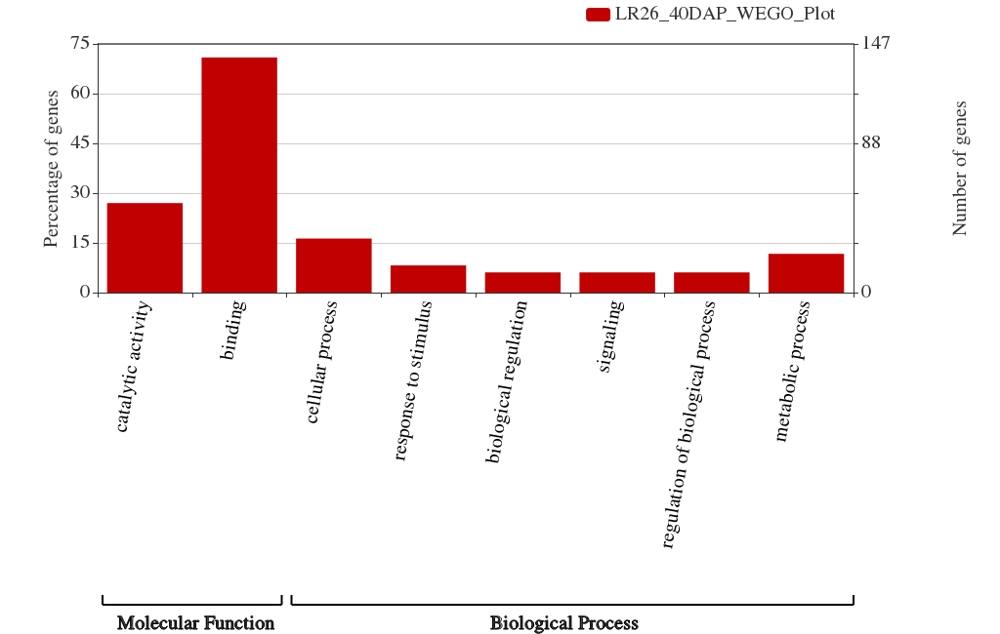 LR26_40DAP_WEGO_Plot
75
60
45
30
15
0
Percentage of genes
147
88
0
Number of genes
catalytic activity
binding
cellular process
response to stimulus
biological regulation
signaling
regulation of biological process
metabolic process
Molecular Function
Biological Process